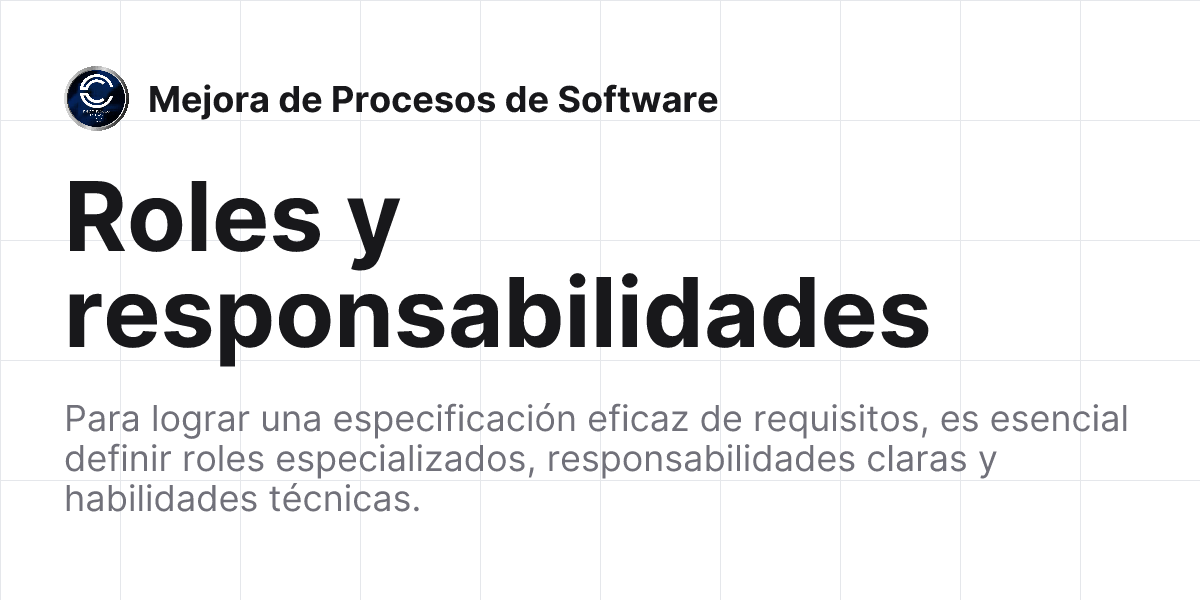 Mejora de Procesos de Software
Roles y
responsabilidades
Para lograr una especificación eficaz de requisitos, es esencial
definir roles especializados, responsabilidades claras y
habilidades técnicas.